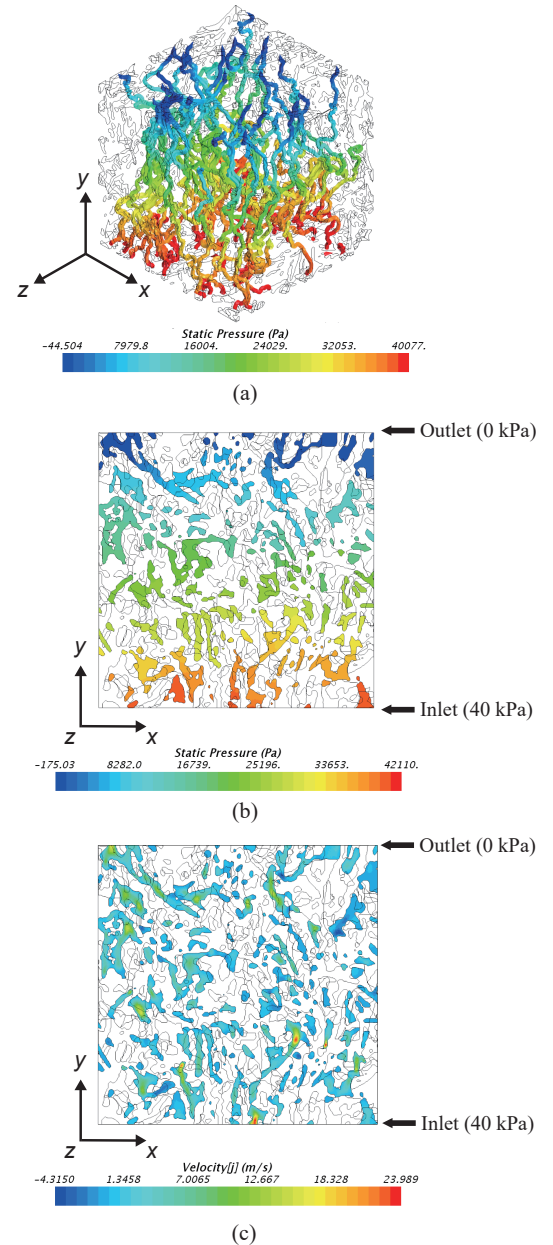 y
z
x
Static Pressure (Pa)
-44.504 7979.8 16004. 24029. 32053. 40077.
(a)
Outlet (0 kPa)
y
Inlet (40 kPa)
z
x
Static Pressure (Pa)
-175.03 8282.0 16739. 25196. 33653. 42110.
(b)
Outlet (0 kPa)
y
Inlet (40 kPa)
z
x
Velocity[j] (m/s)
-4.3150 1.3458 7.0065 12.667 18.328 23.989
(c)